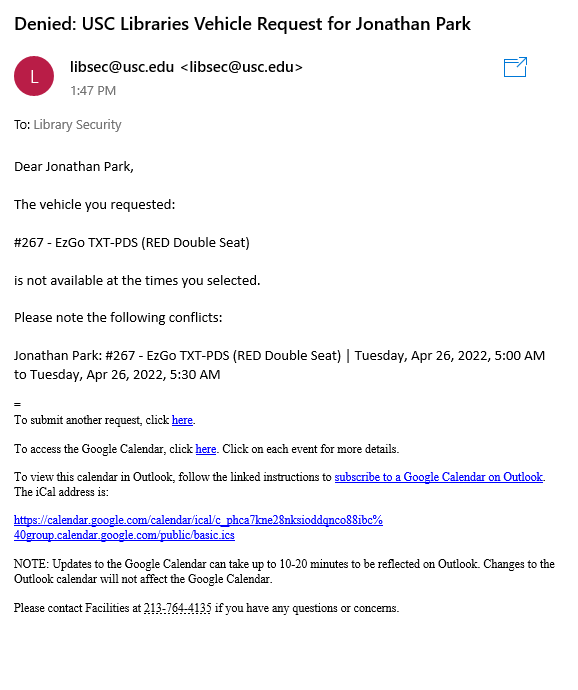 Denied: USC Libraries Vehicle Request for Jonathan Park
L
libsec@usc.edu <libsec@usc.edu>
1:47 PM
To: Library Security
Dear Jonathan Park,
The vehicle you requested:
#267 - EzGo TXT-PDS (RED Double Seat)
is not available at the times you selected.
Please note the following conflicts:
Jonathan Park: #267 - EzGo TXT-PDS (RED Double Seat) | Tuesday, Apr 26, 2022, 5:00 AM
to Tuesday, Apr 26, 2022, 5:30 AM
=
To submit another request, click here.
To access the Google Calendar, click here. Click on each event for more details.
To view this calendar in Outlook, follow the linked instructions to subscribe to a Google Calendar on Outlook.
The iCal address is:
https://calendar.google.com/calendar/ical/c_phca7kne28nksioddqnco88ibc%
40group.calendar.google.com/public/basic.ics
NOTE: Updates to the Google Calendar can take up to 10-20 minutes to be reflected on Outlook. Changes to the
Outlook calendar will not affect the Google Calendar.
Please contact Facilities at 213-764-4135 if you have any questions or concerns.